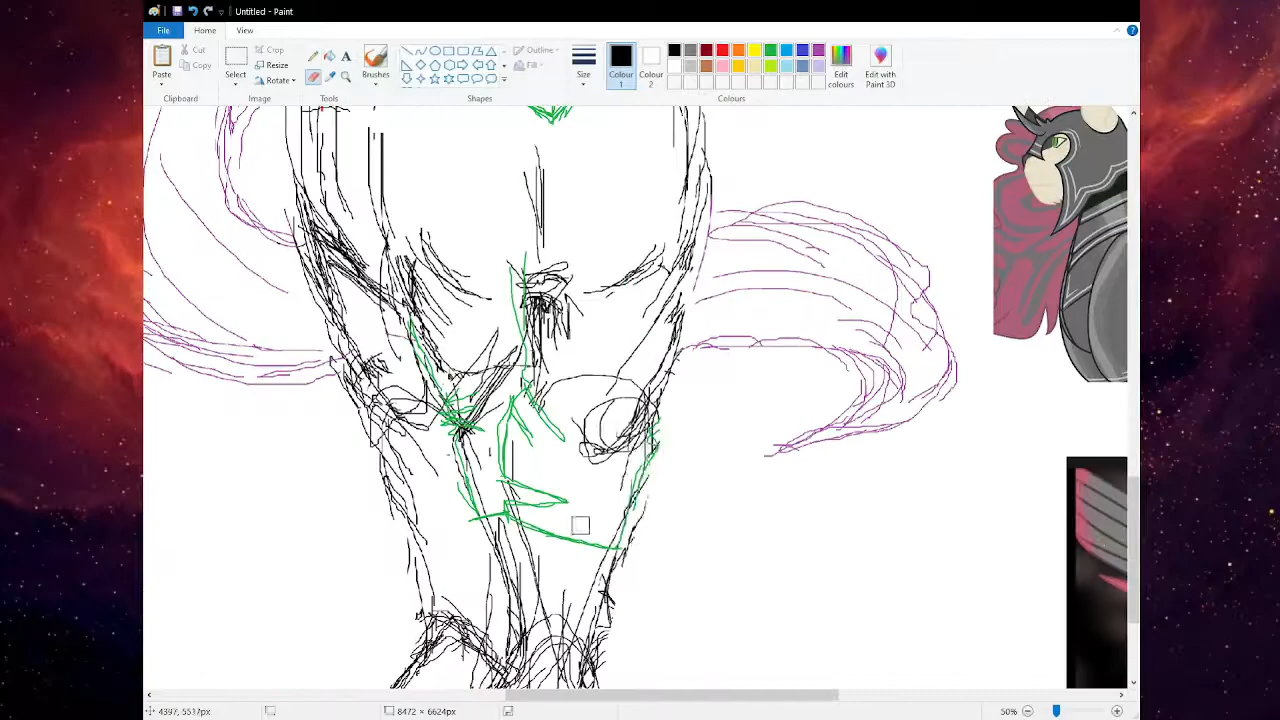 Untitled - Paint
File
Home
View
Paste
Cut
Copy
Clipboard
Select
Crop
Resize
Rotate
Image
A
Tools
Brushes
Outline
Fill
Shapes
Size
Colour
1
Colour
2
Edit
colours
Edit with
Paint 3D
Colours
4397, 5517px
8472 × 6624px
50%